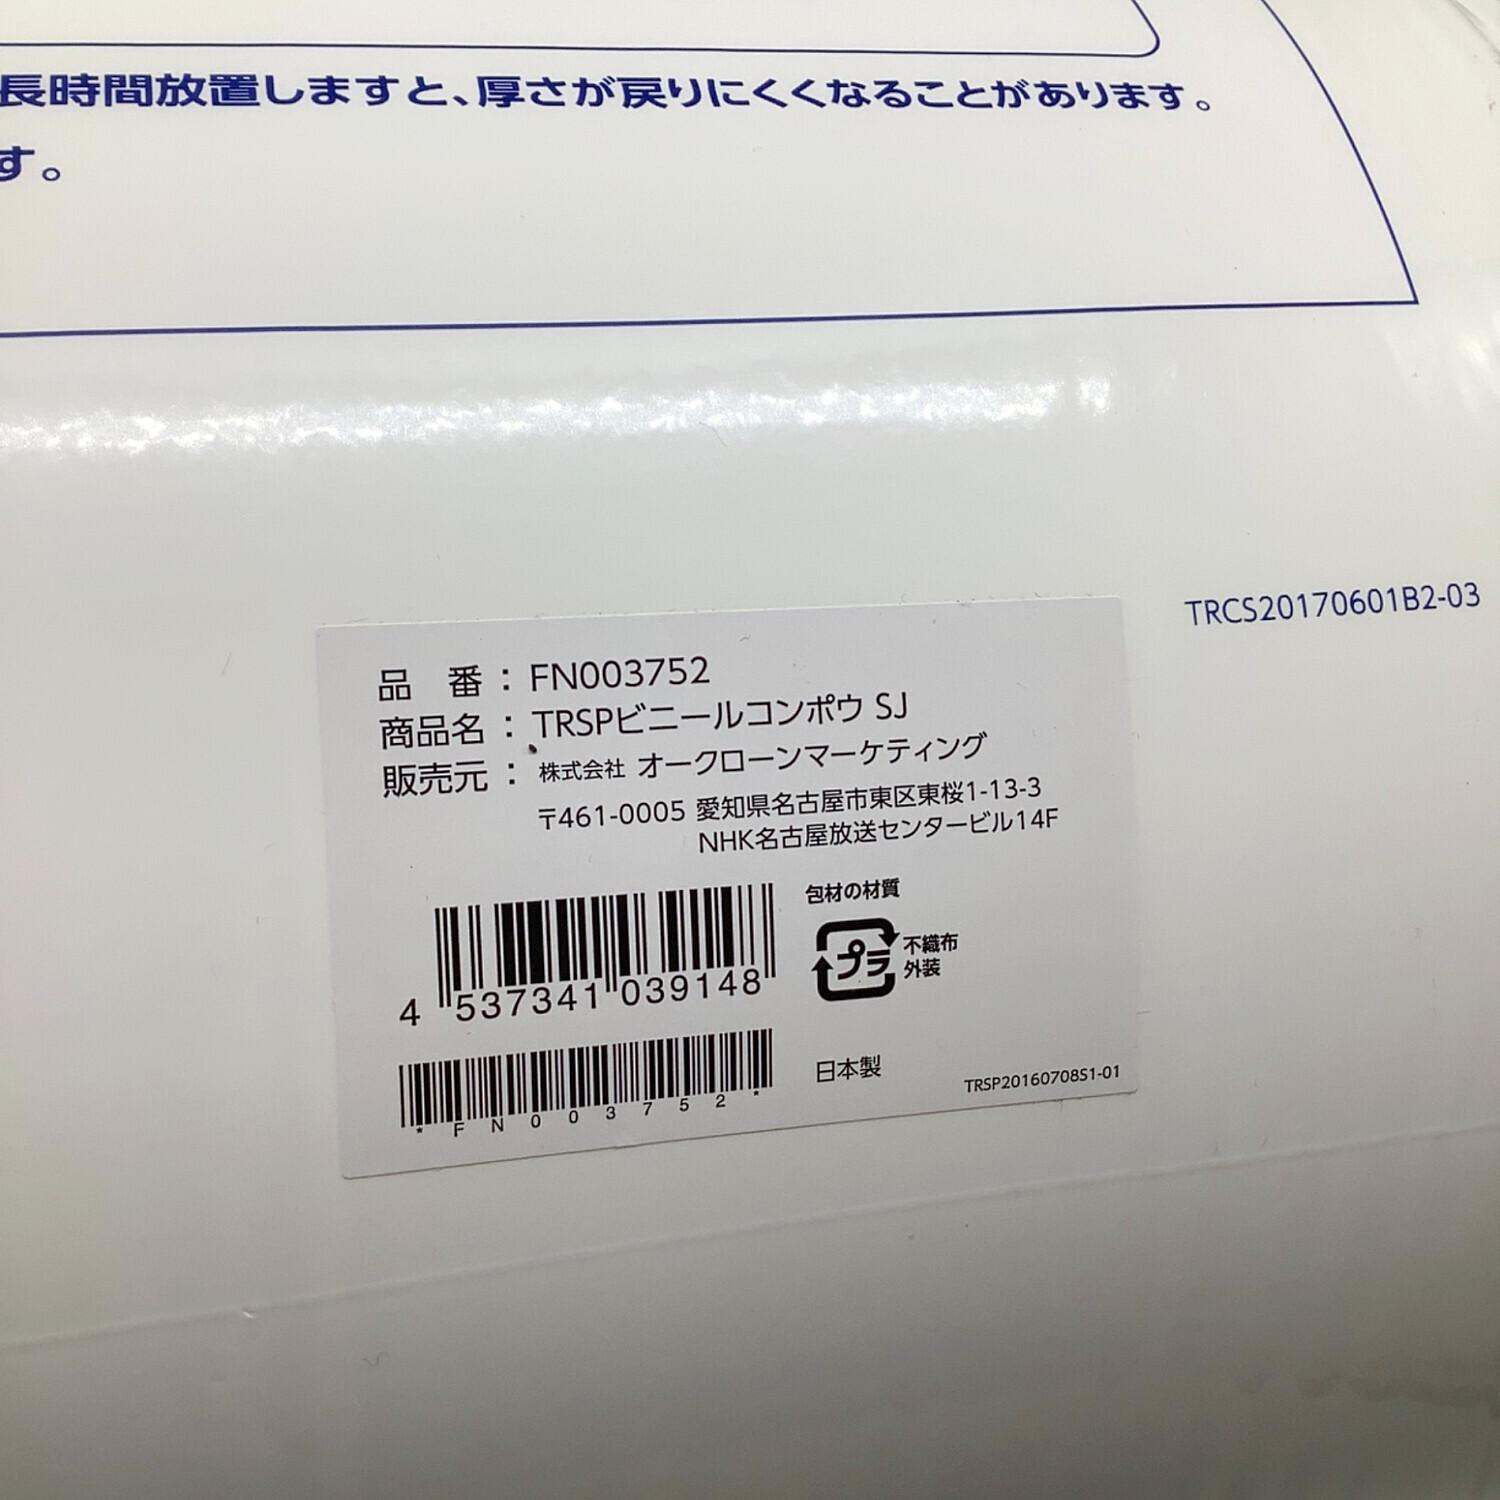 長時間放置しますと、厚さが戻りにくくなることがあります。
す。
TRCS20170601B2-03
品 番：FN003752
商品名：TRSPビニールコンポウ SJ
販売元：株式会社 オークローンマーケティング
〒461-0005 愛知県名古屋市東区東桜1-13-3
NHK名古屋放送センタービル14F
包材の材質
プラ
不織布
外装
4 537341 039148
*FN003752*
日本製
TRSP20160708S1-01